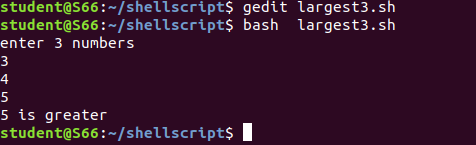 student@S66:~/shellscript$ gedit largest3.sh
student@S66:~/shellscript$ bash  largest3.sh
enter 3 numbers
3
4
5
5 is greater
student@S66:~/shellscript$